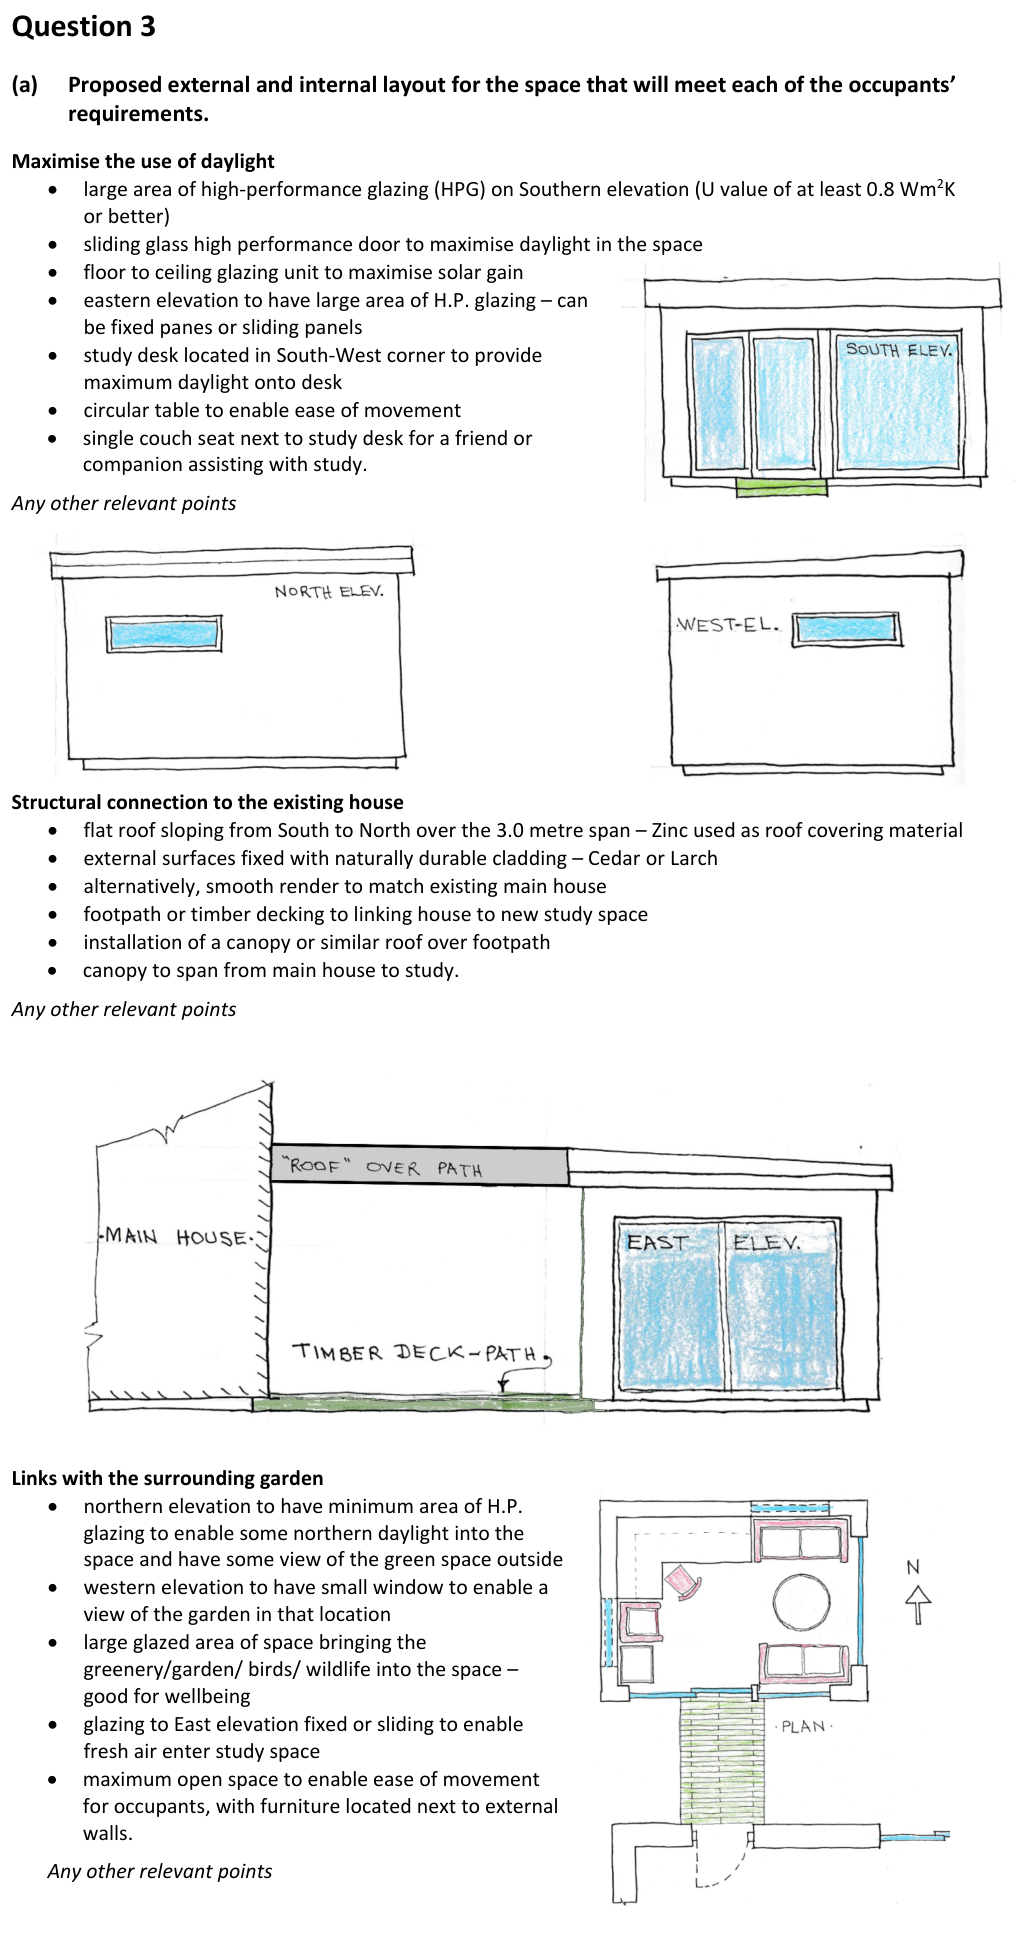 Question 3
(a) Proposed external and internal layout for the space that will meet each of the occupants’
requirements.
Maximise the use of daylight
• large area of high-performance glazing (HPG) on Southern elevation (U value of at least 0.8 Wm²K
or better)
• sliding glass high performance door to maximise daylight in the space
• floor to ceiling glazing unit to maximise solar gain
• eastern elevation to have large area of H.P. glazing – can
be fixed panes or sliding panels
• study desk located in South-West corner to provide
maximum daylight onto desk
• circular table to enable ease of movement
• single couch seat next to study desk for a friend or
companion assisting with study.
Any other relevant points
SOUTH ELEV.
NORTH ELEV.
WEST-EL.
Structural connection to the existing house
• flat roof sloping from South to North over the 3.0 metre span – Zinc used as roof covering material
• external surfaces fixed with naturally durable cladding – Cedar or Larch
• alternatively, smooth render to match existing main house
• footpath or timber decking to linking house to new study space
• installation of a canopy or similar roof over footpath
• canopy to span from main house to study.
Any other relevant points
"ROOF" OVER PATH
·MAIN HOUSE·
EAST ELEV.
TIMBER DECK-PATH.
Links with the surrounding garden
• northern elevation to have minimum area of H.P.
glazing to enable some northern daylight into the
space and have some view of the green space outside
• western elevation to have small window to enable a
view of the garden in that location
• large glazed area of space bringing the
greenery/garden/ birds/ wildlife into the space –
good for wellbeing
• glazing to East elevation fixed or sliding to enable
fresh air enter study space
• maximum open space to enable ease of movement
for occupants, with furniture located next to external
walls.
Any other relevant points
N
·PLAN·